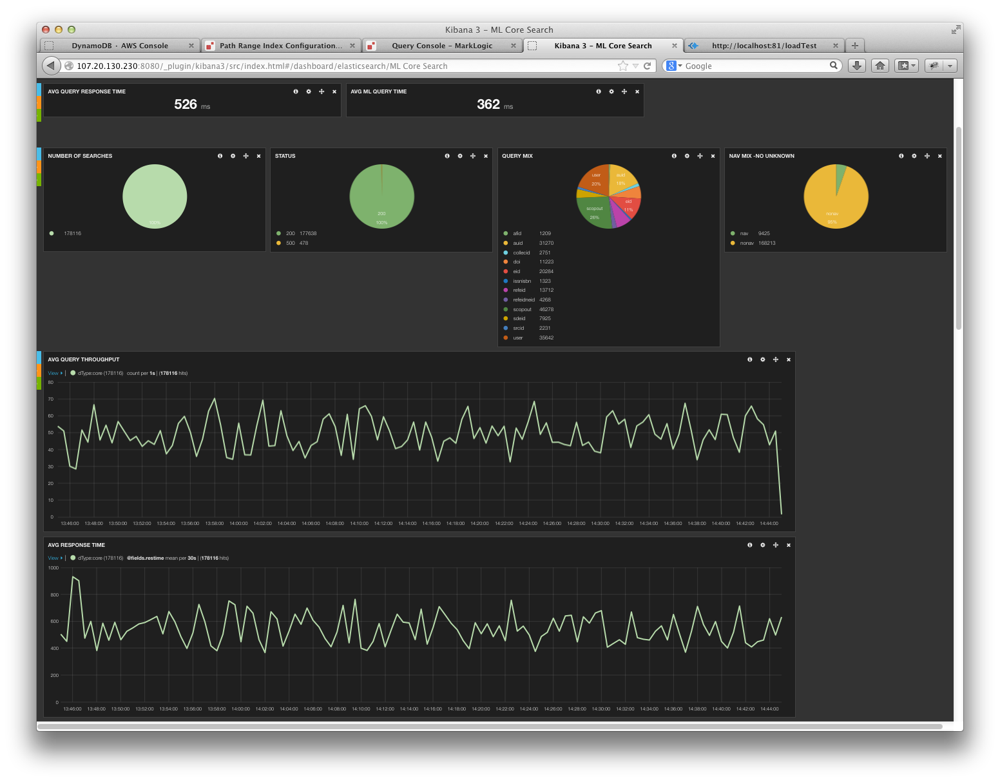 Kibana 3 – ML Core Search
DynamoDB · AWS Console
Path Range Index Configuration...
Query Console – MarkLogic
Kibana 3 – ML Core Search
http://localhost:81/loadTest
107.20.130.230:8080/_plugin/kibana3/src/index.html#/dashboard/elasticsearch/ML Core Search
Google
AVG QUERY RESPONSE TIME
526 ms
AVG ML QUERY TIME
362 ms
NUMBER OF SEARCHES
100%
178116
STATUS
200
100%
200 177638
500 478
QUERY MIX
user
20%
auid
18%
eid
11%
scopout
26%
afid 1209
auid 31270
collecid 2751
doi 11223
eid 20284
issnisbn 1323
refeid 13712
refeidneid 4268
scopout 46278
sdeid 7925
srcid 2231
user 35642
NAV MIX -NO UNKNOWN
nonav
95%
nav 9425
nonav 168213
AVG QUERY THROUGHPUT
View | dType:core (178116) count per 1s | (178116 hits)
80
70
60
50
40
30
20
10
0
13:46:00 13:48:00 13:50:00 13:52:00 13:54:00 13:56:00 13:58:00 14:00:00 14:02:00 14:04:00 14:06:00 14:08:00 14:10:00 14:12:00 14:14:00 14:16:00 14:18:00 14:20:00 14:22:00 14:24:00 14:26:00 14:28:00 14:30:00 14:32:00 14:34:00 14:36:00 14:38:00 14:40:00 14:42:00 14:44:00
AVG RESPONSE TIME
View | dType:core (178116) @fields.restime mean per 30s | (178116 hits)
1000
800
600
400
200
0
13:46:00 13:48:00 13:50:00 13:52:00 13:54:00 13:56:00 13:58:00 14:00:00 14:02:00 14:04:00 14:06:00 14:08:00 14:10:00 14:12:00 14:14:00 14:16:00 14:18:00 14:20:00 14:22:00 14:24:00 14:26:00 14:28:00 14:30:00 14:32:00 14:34:00 14:36:00 14:38:00 14:40:00 14:42:00 14:44:00